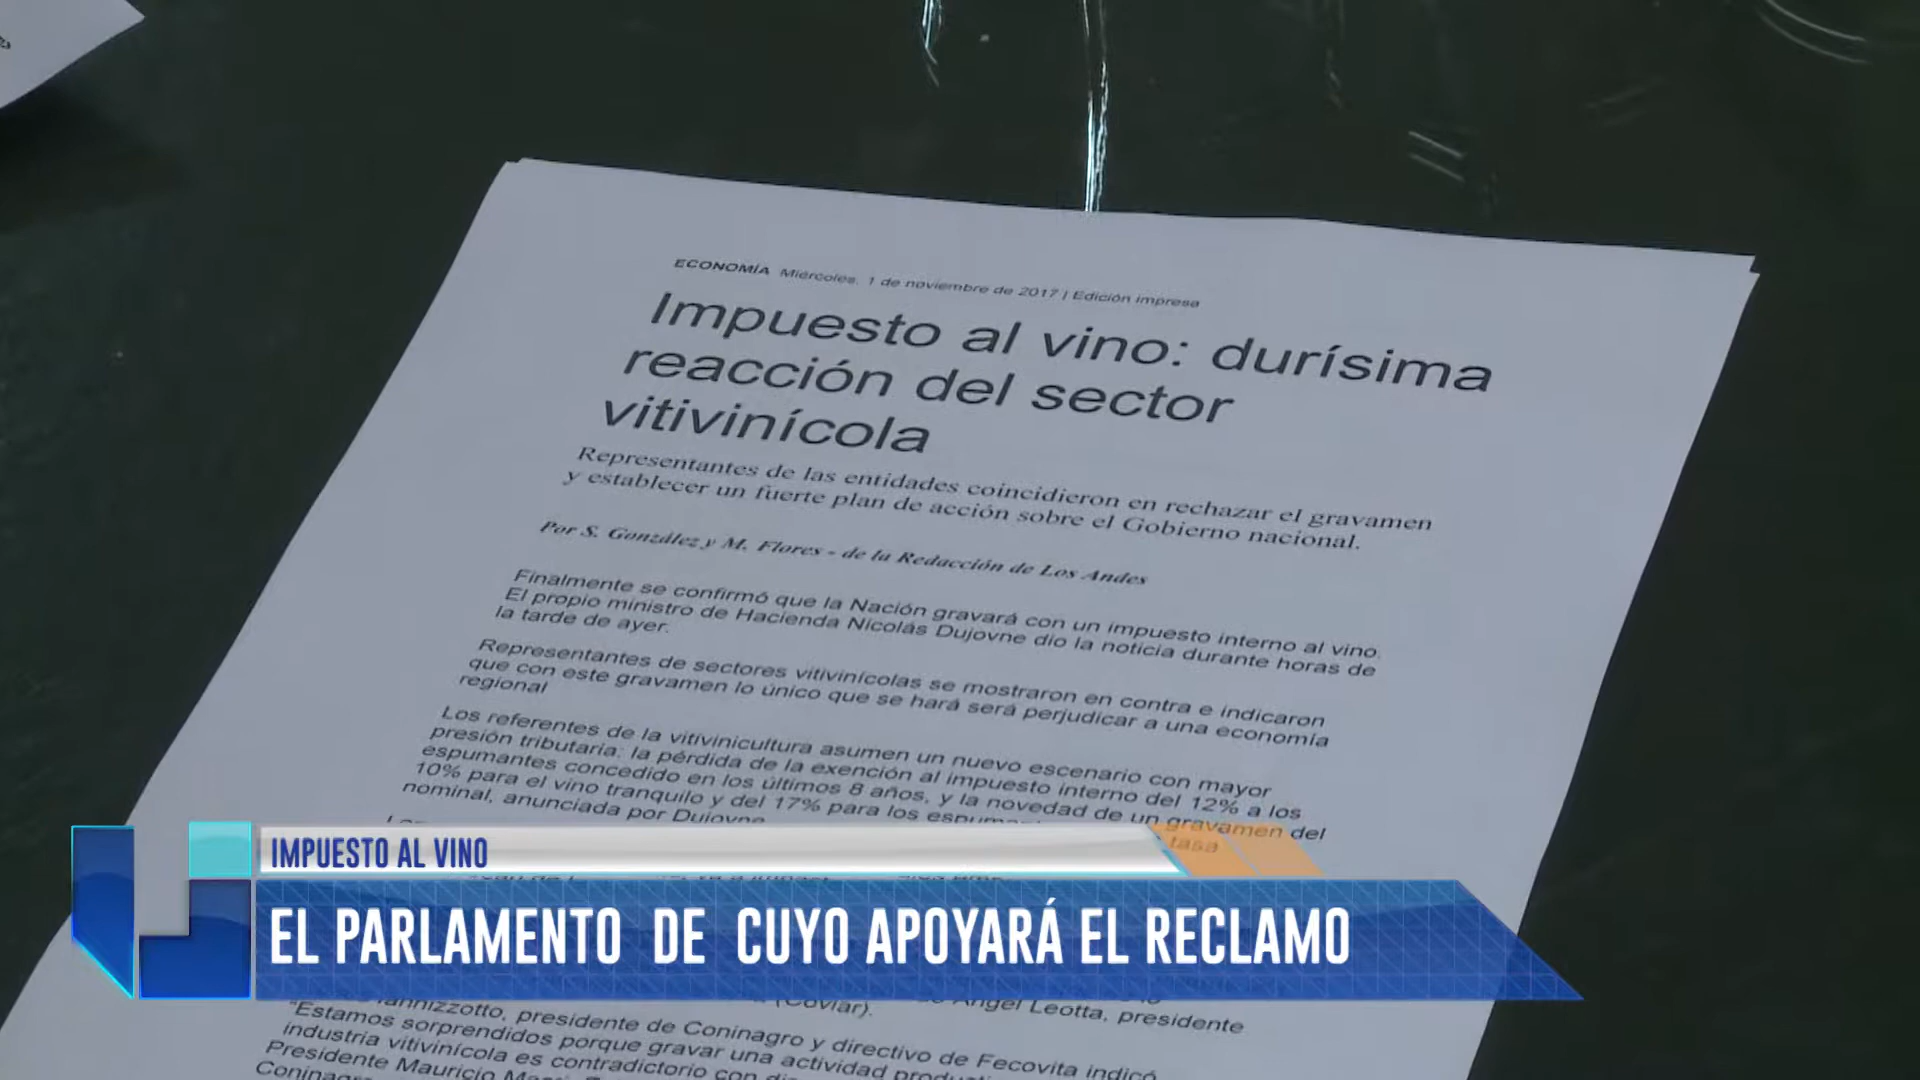 ECONOMÍA Miércoles, 1 de noviembre de 2017 | Edición impresa
Impuesto al vino: durísima
reacción del sector
vitivinícola
Representantes de las entidades coincidieron en rechazar el gravamen
y establecer un fuerte plan de acción sobre el Gobierno nacional.
Por S. González y M. Flores - de la Redacción de Los Andes
Finalmente se confirmó que la Nación gravará con un impuesto interno al vino.
El propio ministro de Hacienda Nicolás Dujovne dio la noticia durante horas de
la tarde de ayer.
Representantes de sectores vitivinícolas se mostraron en contra e indicaron
que con este gravamen lo único que se hará será perjudicar a una economía
regional
Los referentes de la vitivinicultura asumen un nuevo escenario con mayor
presión tributaria: la pérdida de la exención al impuesto interno del 12% a los
espumantes concedido en los últimos 8 años, y la novedad de un gravamen del
10% para el vino tranquilo y del 17% para los tasa
nominal, anunciada por Dujovne
IMPUESTO AL VINO
EL PARLAMENTO DE CUYO APOYARÁ EL RECLAMO
(Coviar). Angel Leotta, presidente
Iannizzotto, presidente de Coninagro y directivo de Fecovita indicó
"Estamos sorprendidos porque gravar una actividad
industria vitivinícola es contradictorio con
Presidente Mauricio